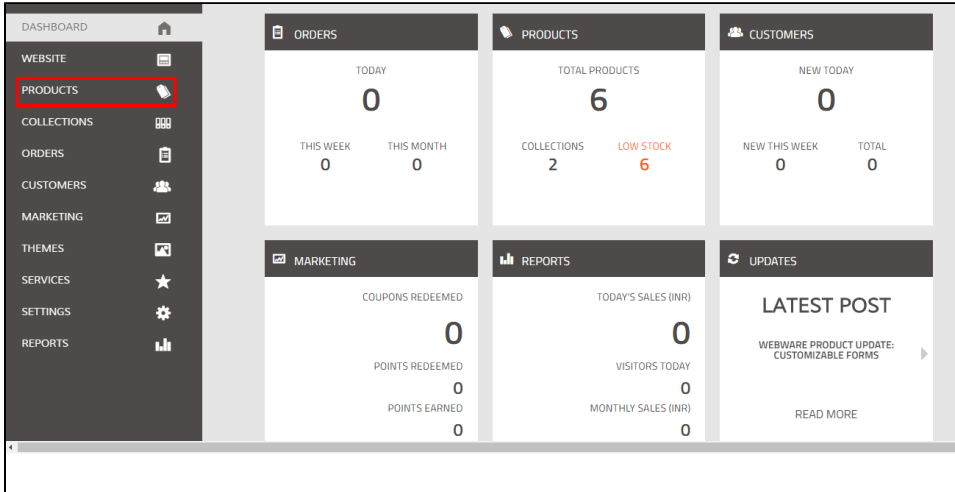 DASHBOARD
WEBSITE
PRODUCTS
COLLECTIONS
ORDERS
CUSTOMERS
MARKETING
THEMES
SERVICES
SETTINGS
REPORTS
ORDERS
TODAY
0
THIS WEEK THIS MONTH
0 0
PRODUCTS
TOTAL PRODUCTS
6
COLLECTIONS LOW STOCK
2 6
CUSTOMERS
NEW TODAY
0
NEW THIS WEEK TOTAL
0 0
MARKETING
COUPONS REDEEMED
0
POINTS REDEEMED
0
POINTS EARNED
0
REPORTS
TODAY'S SALES (INR)
0
VISITORS TODAY
0
MONTHLY SALES (INR)
0
UPDATES
LATEST POST
WEBWARE PRODUCT UPDATE:
CUSTOMIZABLE FORMS
READ MORE